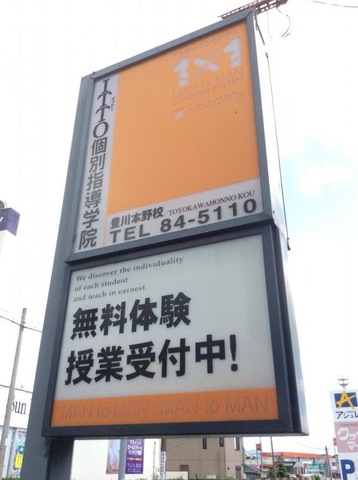 1×1
MAN to MAN
ITTO個別指導学院
豊川本野校 TOYOKAWAHONNO KOU
TEL 84-5110
We discover the individuality
of each student
and teach in earnest.
無料体験
授業受付中!
MAN to MAN MAN to MAN